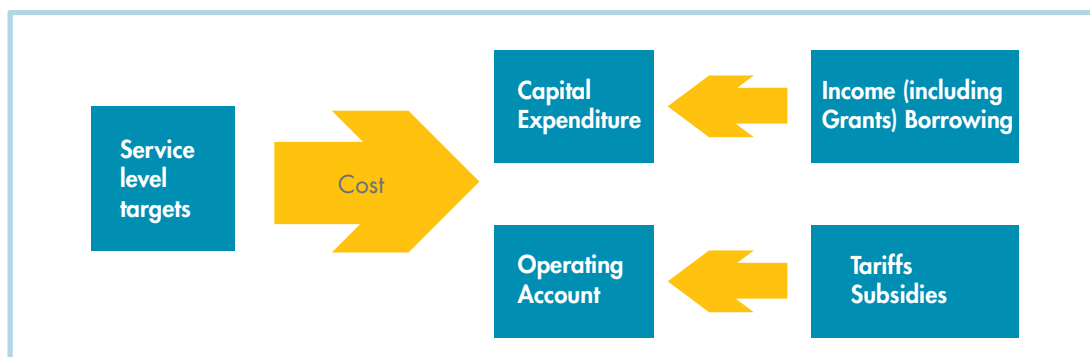 Service
level
targets
Cost
Capital
Expenditure
Income (including
Grants) Borrowing
Operating
Account
Tariffs
Subsidies